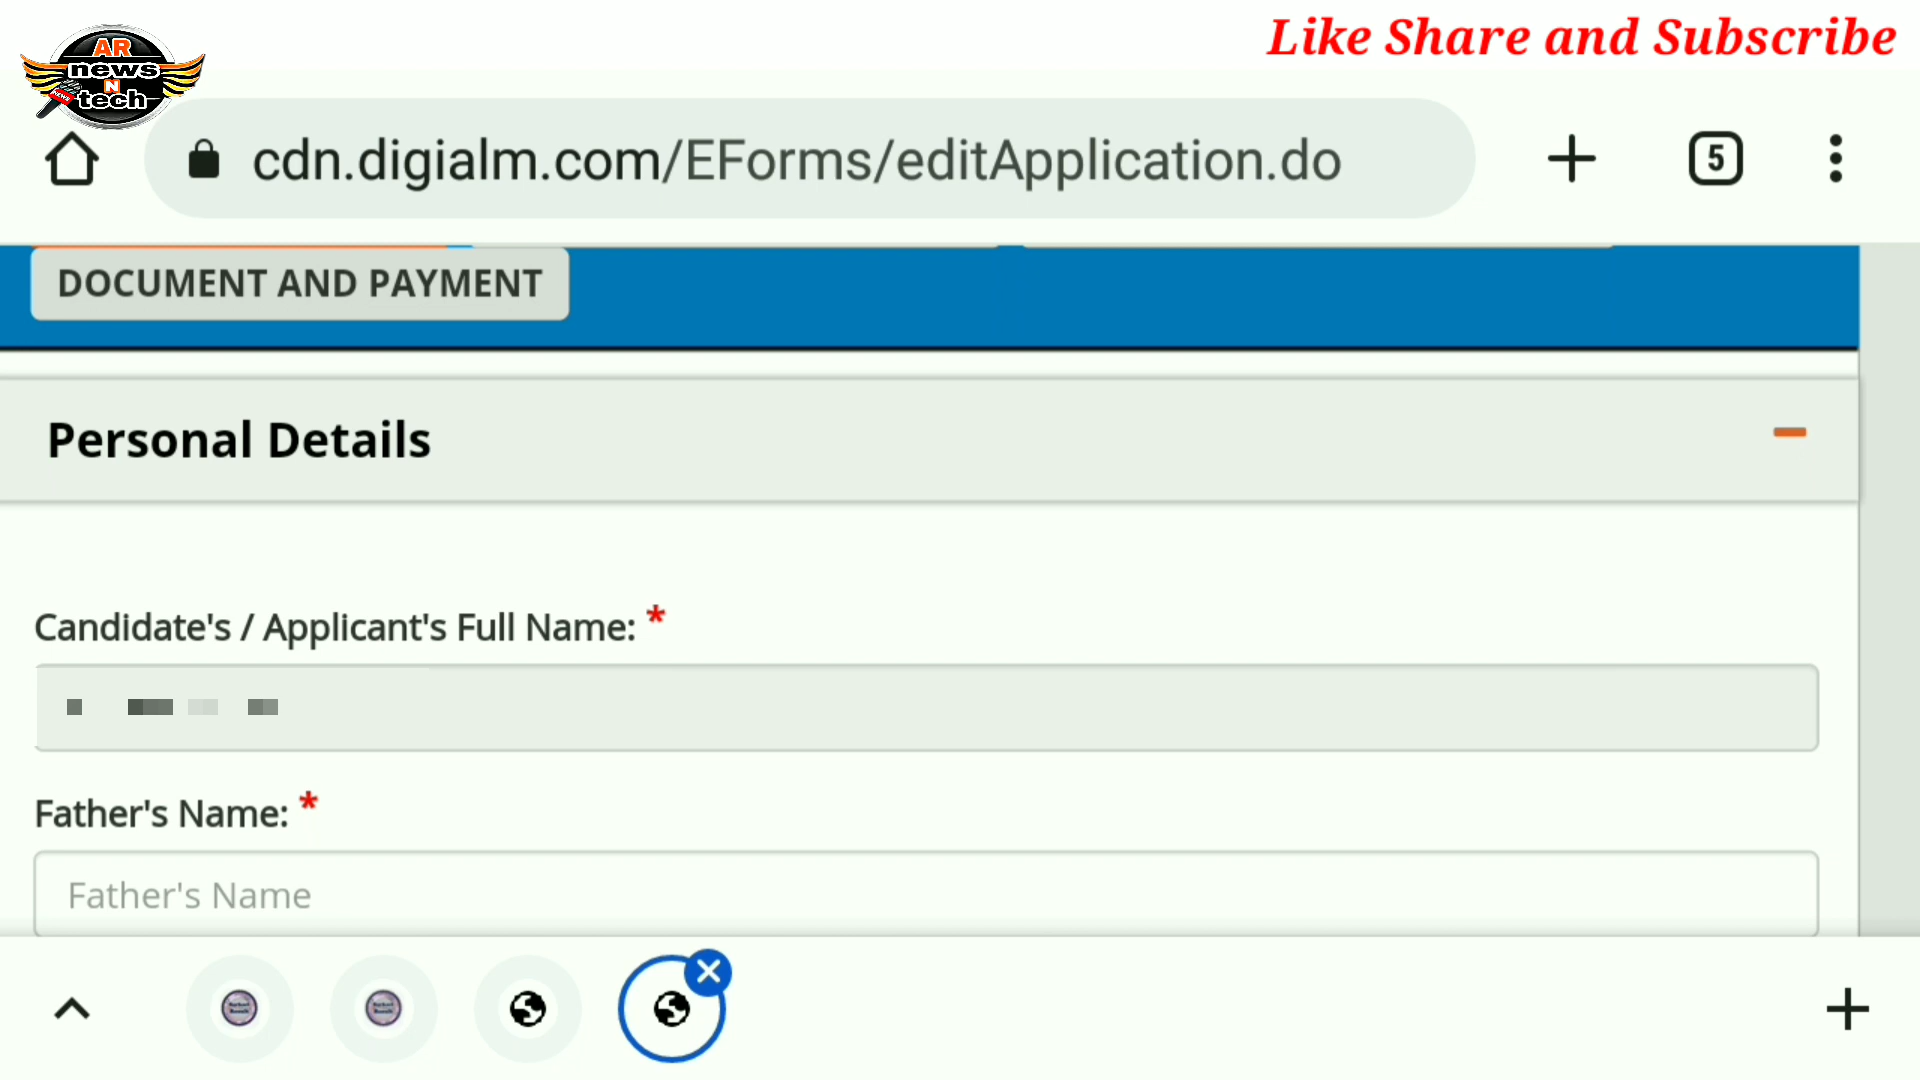 Like Share and Subscribe
AR
news
N
tech
NEWS
cdn.digialm.com/EForms/editApplication.do
5
DOCUMENT AND PAYMENT
Personal Details
Candidate's / Applicant's Full Name: *
Father's Name: *
Father's Name